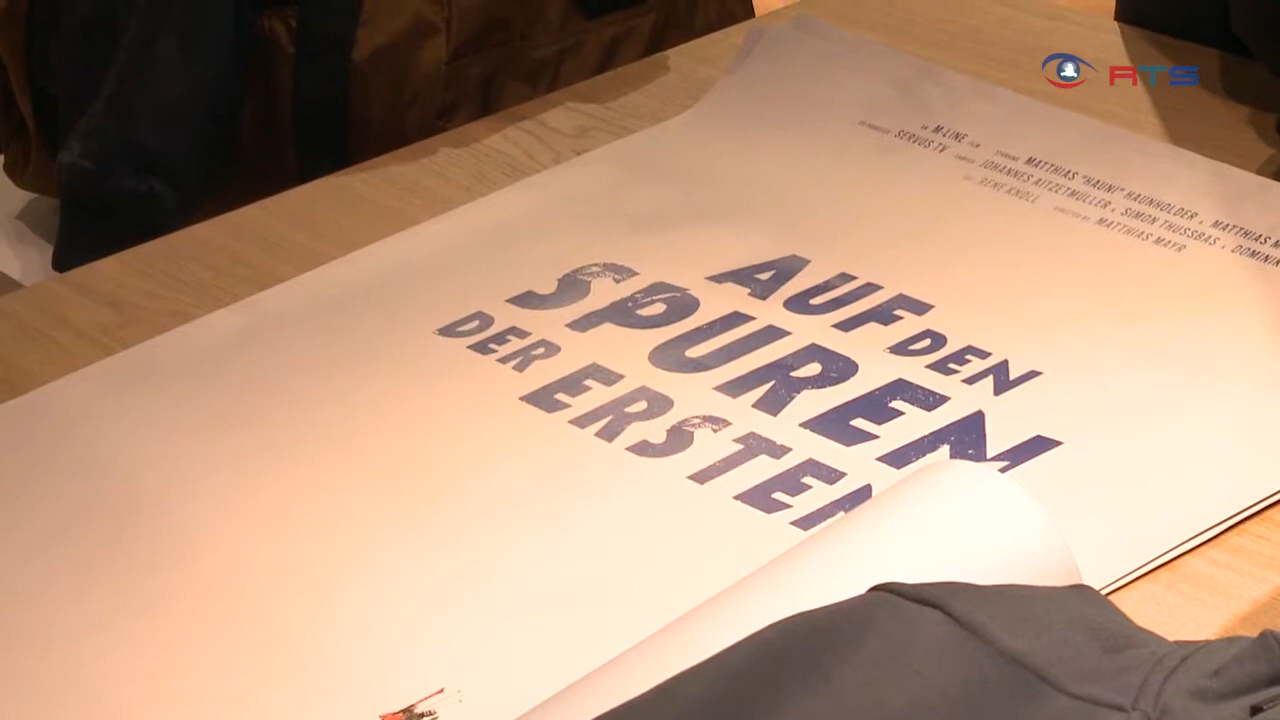 RTS
M-LINE
SERVUS TV MATTHIAS "HAUNI" HAUNHOLDER & MATTHIAS M
JOHANNES AITZETMÜLLER & SIMON THUSSBAS & DOMINIK
RENE KNOLL MATTHIAS MAYR
AUF DEN
SPUREN
DER ERSTEN